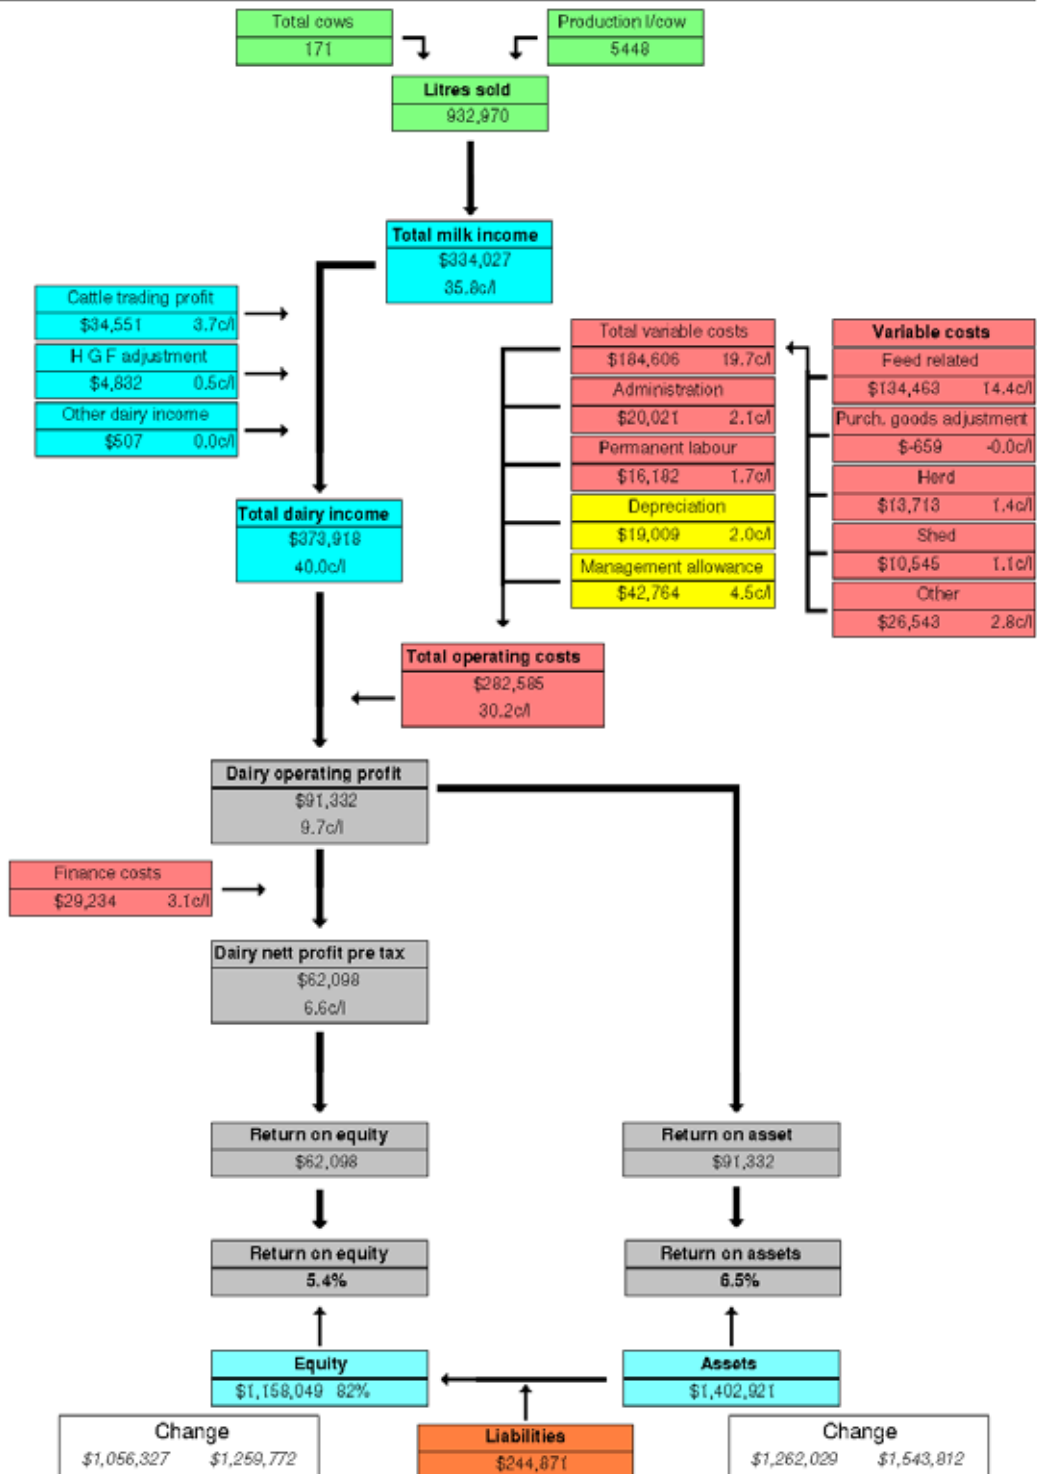 Total cows
171
Production l/cow
5448
Litres sold
932,970
Total milk income
$334,027
35.8c/l
Cattle trading profit
$34,551 3.7c/l
H G F adjustment
$4,832 0.5c/l
Other dairy income
$507 0.0c/l
Total variable costs
$184,606 19.7c/l
Administration
$20,021 2.1c/l
Permanent labour
$16,182 1.7c/l
Depreciation
$19,009 2.0c/l
Management allowance
$42,764 4.5c/l
Variable costs
Feed related
$134,463 14.4c/l
Purch. goods adjustment
$-659 -0.0c/l
Herd
$13,713 1.4c/l
Shed
$10,545 1.1c/l
Other
$26,543 2.8c/l
Total dairy income
$373,918
40.0c/l
Total operating costs
$282,585
30.2c/l
Dairy operating profit
$91,332
9.7c/l
Finance costs
$29,234 3.1c/l
Dairy nett profit pre tax
$62,098
6.6c/l
Return on equity
$62,098
Return on asset
$91,332
Return on equity
5.4%
Return on assets
6.5%
Equity
$1,158,049 82%
Assets
$1,402,921
Change
$1,056,327 $1,259,772
Liabilities
$244,871
Change
$1,262,029 $1,543,812